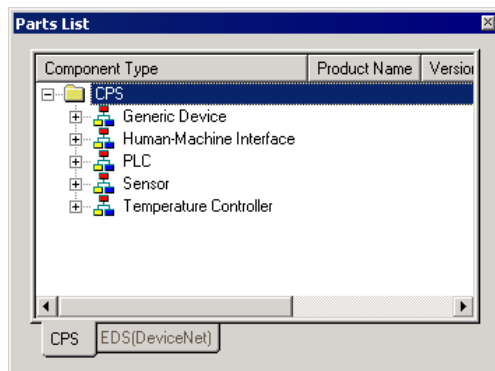 Parts List
Component Type Product Name Version
CPS
Generic Device
Human-Machine Interface
PLC
Sensor
Temperature Controller
CPS EDS(DeviceNet)